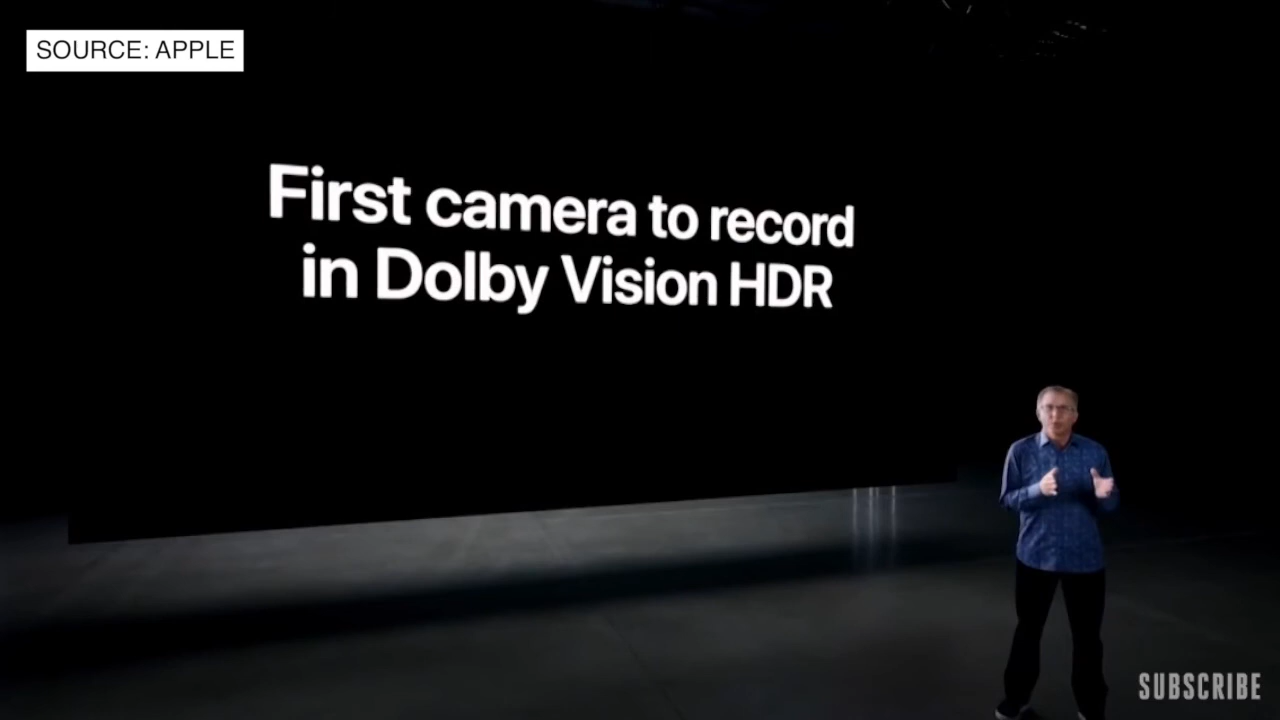 SOURCE: APPLE
First camera to record
in Dolby Vision HDR
SUBSCRIBE